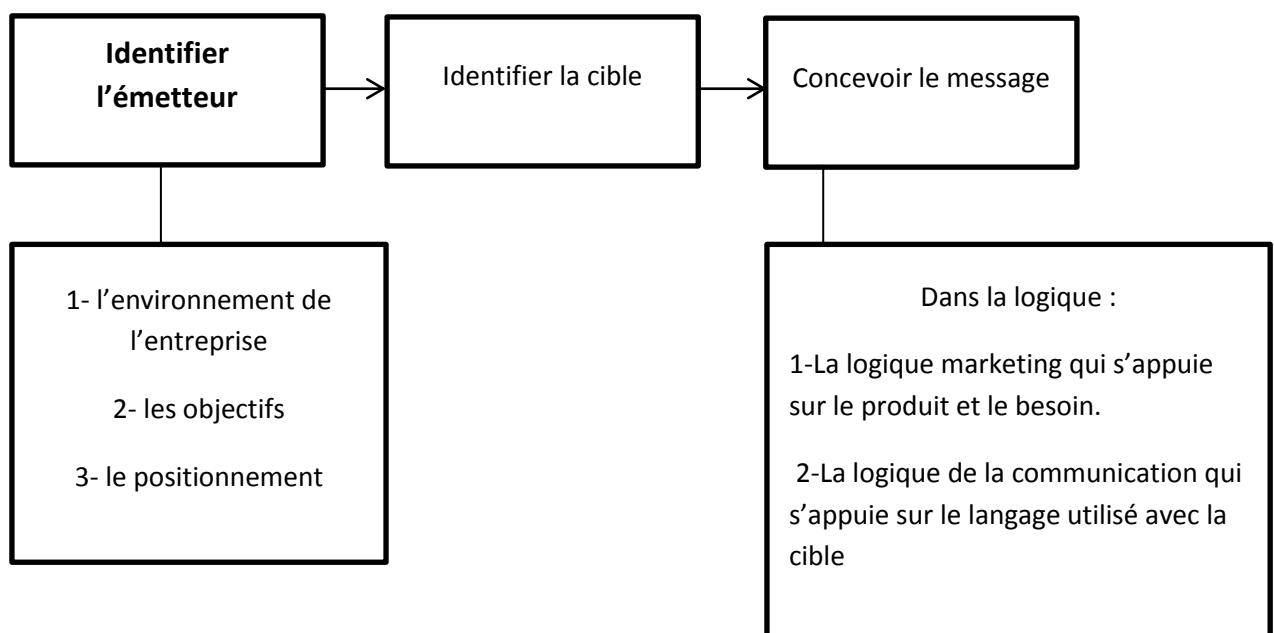 Identifier
l’émetteur
Identifier la cible
Concevoir le message
1- l’environnement de
l’entreprise
2- les objectifs
3- le positionnement
Dans la logique :
1-La logique marketing qui s’appuie
sur le produit et le besoin.
2-La logique de la communication qui
s’appuie sur le langage utilisé avec la
cible